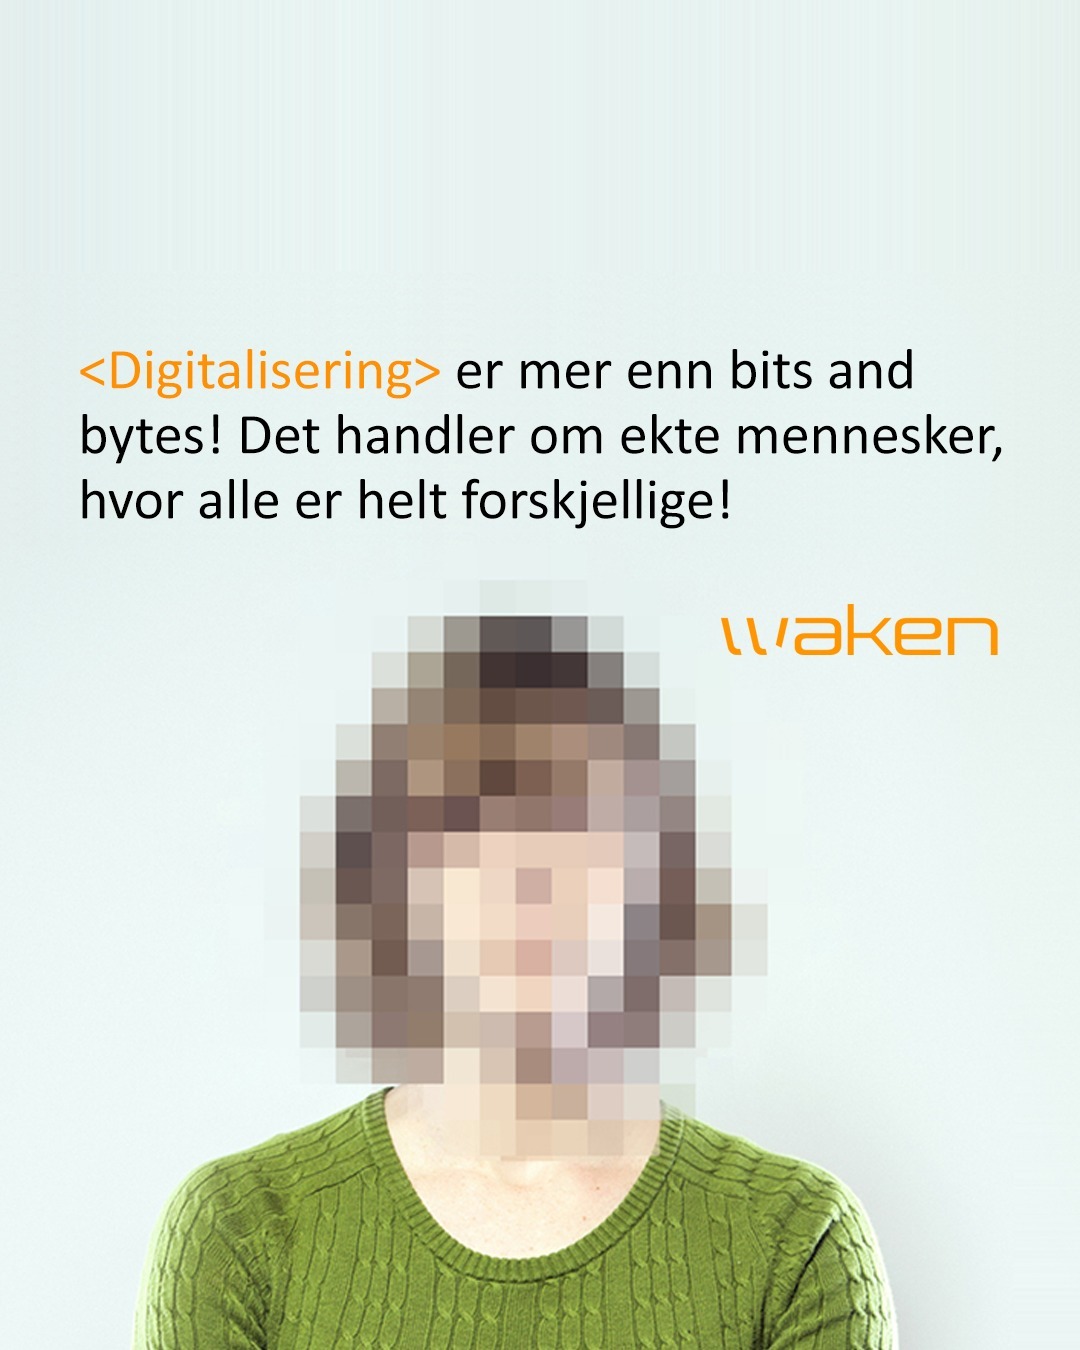 <Digitalisering> er mer enn bits and
bytes! Det handler om ekte mennesker,
hvor alle er helt forskjellige!
waken